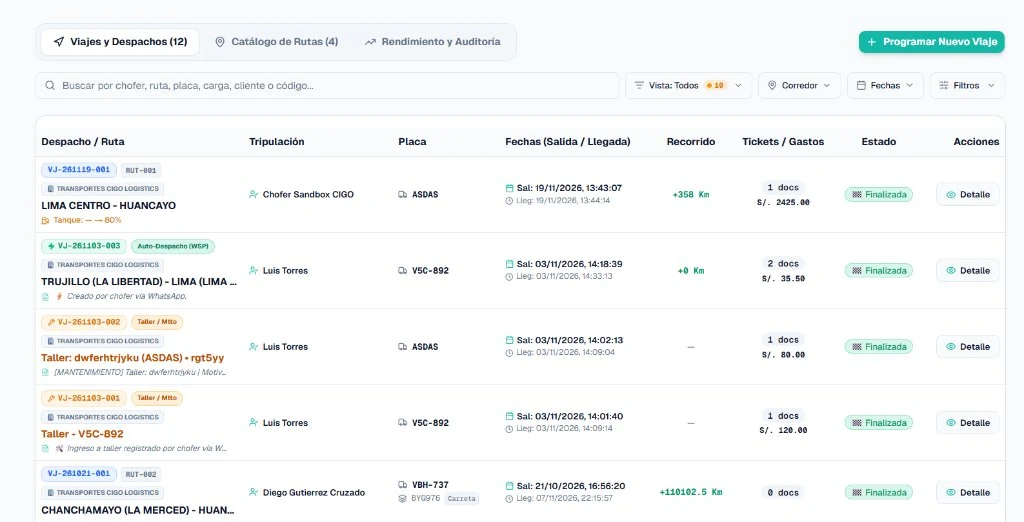 Viajes y Despachos (12)
Catálogo de Rutas (4)
Rendimiento y Auditoría
+ Programar Nuevo Viaje
Buscar por chofer, ruta, placa, carga, cliente o código...
Vista: Todos 10
Corredor
Fechas
Filtros
Despacho / Ruta Tripulación Placa Fechas (Salida / Llegada) Recorrido Tickets / Gastos Estado Acciones
VJ-261119-001 RUT-001
TRANSPORTES CIGO LOGISTICS
LIMA CENTRO - HUANCAYO
Tanque: — → 80%
Chofer Sandbox CIGO
ASDAS
Sal: 19/11/2026, 13:43:07
Lleg: 19/11/2026, 13:44:14
+358 Km
1 docs
S/. 2425.00
Finalizada
Detalle
VJ-261103-003 Auto-Despacho (WSP)
TRANSPORTES CIGO LOGISTICS
TRUJILLO (LA LIBERTAD) - LIMA (LIMA ...
Creado por chofer via WhatsApp.
Luis Torres
V5C-892
Sal: 03/11/2026, 14:18:39
Lleg: 03/11/2026, 14:33:13
+0 Km
2 docs
S/. 35.50
Finalizada
Detalle
VJ-261103-002 Taller / Mtto
TRANSPORTES CIGO LOGISTICS
Taller: dwferhtrjyku (ASDAS) • rgt5yy
[MANTENIMIENTO] Taller: dwferhtrjyku | Motiv...
Luis Torres
ASDAS
Sal: 03/11/2026, 14:02:13
Lleg: 03/11/2026, 14:09:04
—
1 docs
S/. 80.00
Finalizada
Detalle
VJ-261103-001 Taller / Mtto
TRANSPORTES CIGO LOGISTICS
Taller - V5C-892
Ingreso a taller registrado por chofer vía W...
Luis Torres
V5C-892
Sal: 03/11/2026, 14:01:40
Lleg: 03/11/2026, 14:09:14
—
1 docs
S/. 120.00
Finalizada
Detalle
VJ-261021-001 RUT-002
TRANSPORTES CIGO LOGISTICS
CHANCHAMAYO (LA MERCED) - HUAN...
Diego Gutierrez Cruzado
VBH-737
BYG976 Carreta
Sal: 21/10/2026, 16:56:20
Lleg: 07/11/2026, 22:15:57
+110102.5 Km
0 docs
Finalizada
Detalle